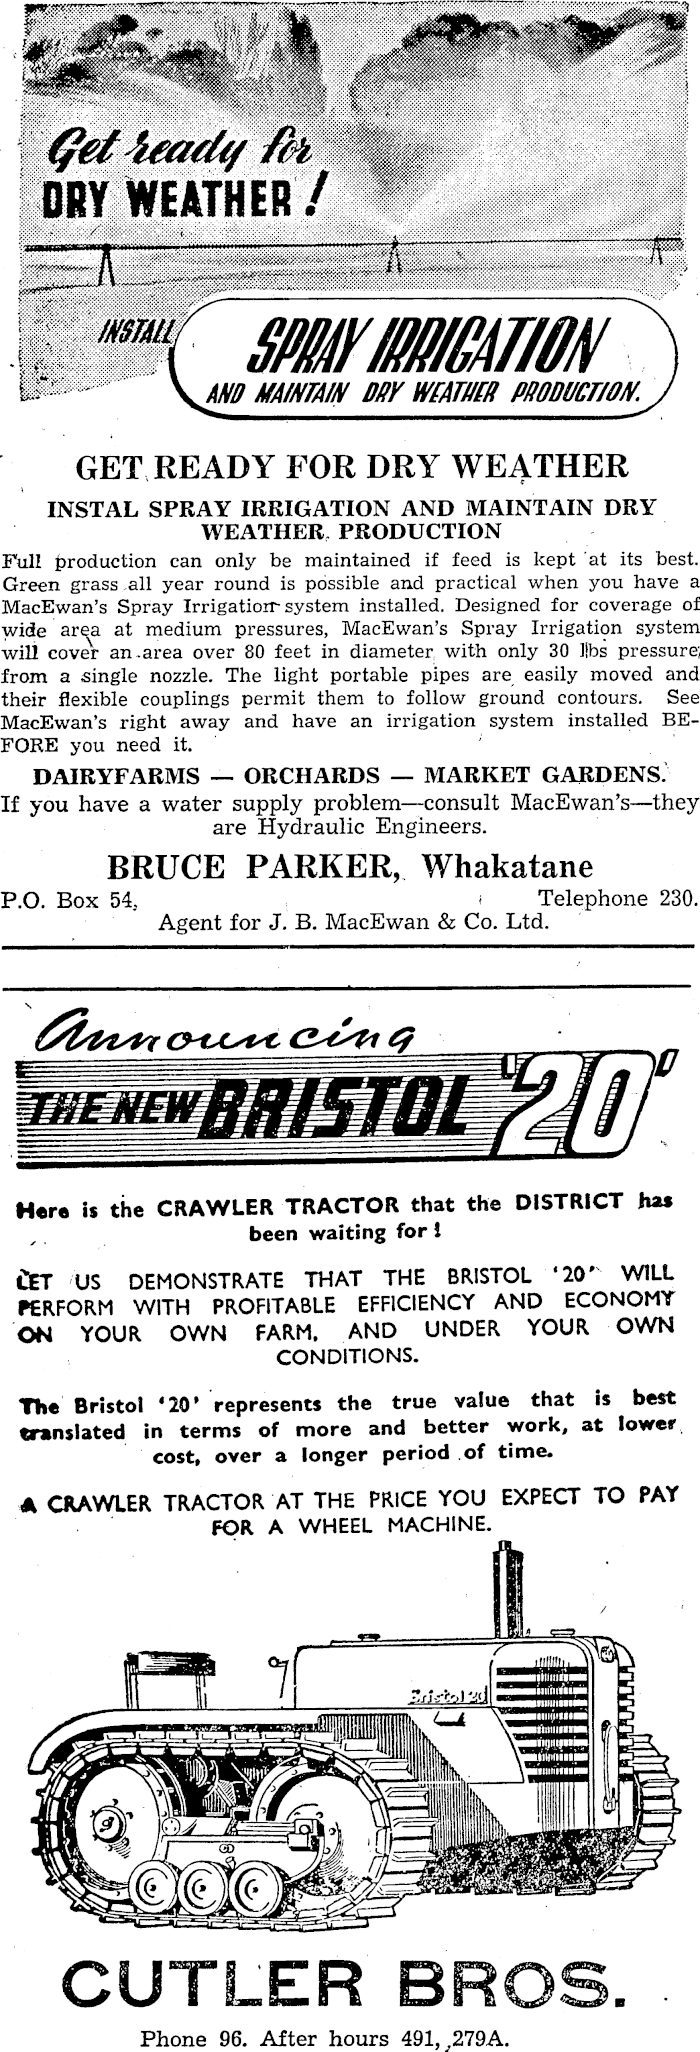 Get ready for
DRY WEATHER!
INSTALL
SPRAY IRRIGATION
AND MAINTAIN DRY WEATHER PRODUCTION.
GET READY FOR DRY WEATHER
INSTAL SPRAY IRRIGATION AND MAINTAIN DRY
WEATHER PRODUCTION
Full production can only be maintained if feed is kept at its best.
Green grass all year round is possible and practical when you have a
MacEwan's Spray Irrigation system installed. Designed for coverage of
wide area at medium pressures, MacEwan's Spray Irrigation system
will cover an area over 80 feet in diameter with only 30 lbs pressure
from a single nozzle. The light portable pipes are easily moved and
their flexible couplings permit them to follow ground contours. See
MacEwan's right away and have an irrigation system installed BE-
FORE you need it.
DAIRYFARMS — ORCHARDS — MARKET GARDENS.
If you have a water supply problem—consult MacEwan's—they
are Hydraulic Engineers.
BRUCE PARKER, Whakatane
P.O. Box 54, Telephone 230.
Agent for J. B. MacEwan & Co. Ltd.
Announcing
THE NEW BRISTOL '20'
Here is the CRAWLER TRACTOR that the DISTRICT has
been waiting for!
LET US DEMONSTRATE THAT THE BRISTOL '20' WILL
PERFORM WITH PROFITABLE EFFICIENCY AND ECONOMY
ON YOUR OWN FARM, AND UNDER YOUR OWN
CONDITIONS.
The Bristol '20' represents the true value that is best
translated in terms of more and better work, at lower
cost, over a longer period of time.
A CRAWLER TRACTOR AT THE PRICE YOU EXPECT TO PAY
FOR A WHEEL MACHINE.
Bristol 20
CUTLER BROS.
Phone 96. After hours 491, 279A.